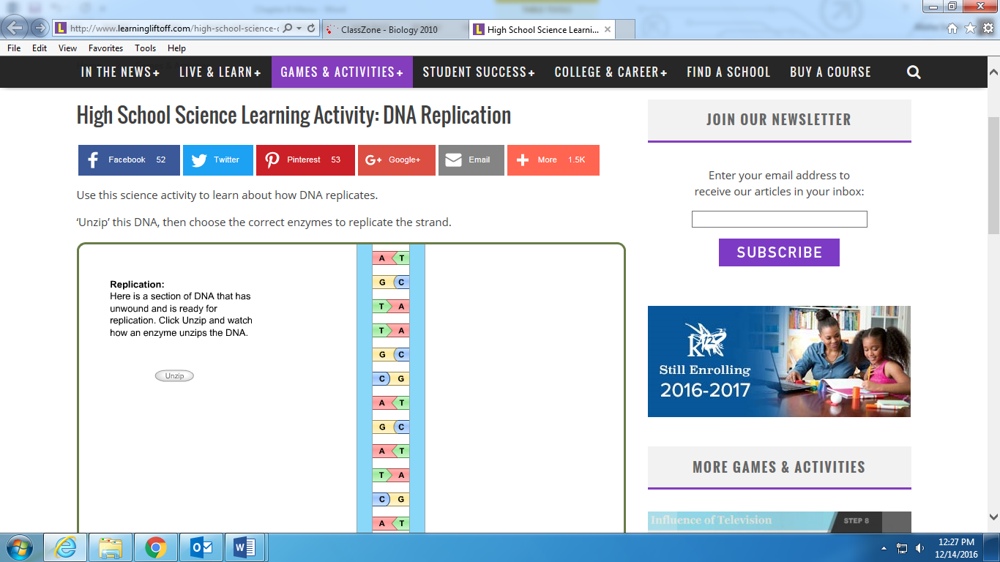 http://www.learningliftoff.com/high-school-science-
ClassZone - Biology 2010
High School Science Learni...
File Edit View Favorites Tools Help
IN THE NEWS+ LIVE & LEARN+ GAMES & ACTIVITIES+ STUDENT SUCCESS+ COLLEGE & CAREER+ FIND A SCHOOL BUY A COURSE
High School Science Learning Activity: DNA Replication
Facebook 52 Twitter Pinterest 53 Google+ Email More 1.5K
Use this science activity to learn about how DNA replicates.
‘Unzip’ this DNA, then choose the correct enzymes to replicate the strand.
Replication:
Here is a section of DNA that has
unwound and is ready for
replication. Click Unzip and watch
how an enzyme unzips the DNA.
Unzip
A T
G C
T A
T A
G C
C G
A T
G C
A T
T A
C G
A T
JOIN OUR NEWSLETTER
Enter your email address to
receive our articles in your inbox:
SUBSCRIBE
K12
Still Enrolling
2016-2017
MORE GAMES & ACTIVITIES
Influence of Television STEP 8
12:27 PM
12/14/2016